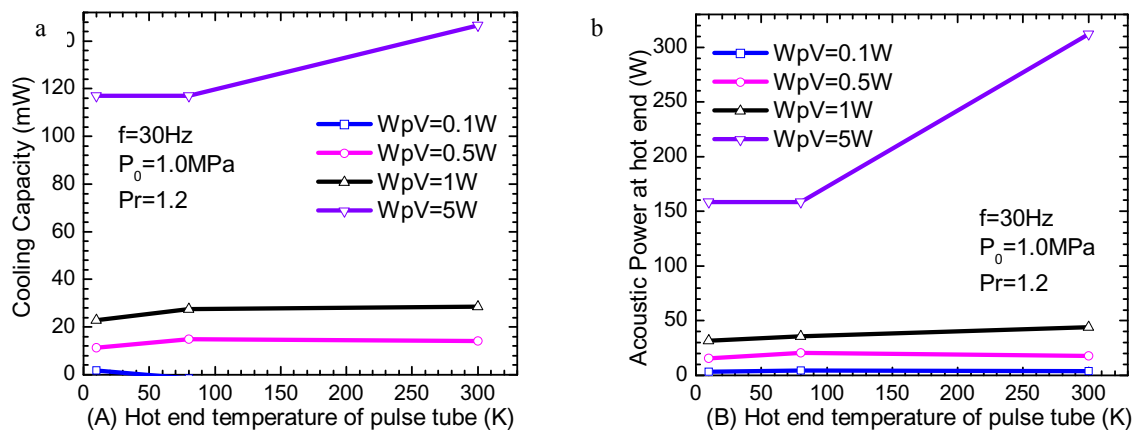 a
Cooling Capacity (mW)
0
120
100
80
60
40
20
0
f=30Hz
P₀=1.0MPa
Pr=1.2
WpV=0.1W
WpV=0.5W
WpV=1W
WpV=5W
0 50 100 150 200 250 300
(A) Hot end temperature of pulse tube (K)
b
Acoustic Power at hot end (W)
300
250
200
150
100
50
0
WpV=0.1W
WpV=0.5W
WpV=1W
WpV=5W
f=30Hz
P₀=1.0MPa
Pr=1.2
0 50 100 150 200 250 300
(B) Hot end temperature of pulse tube (K)